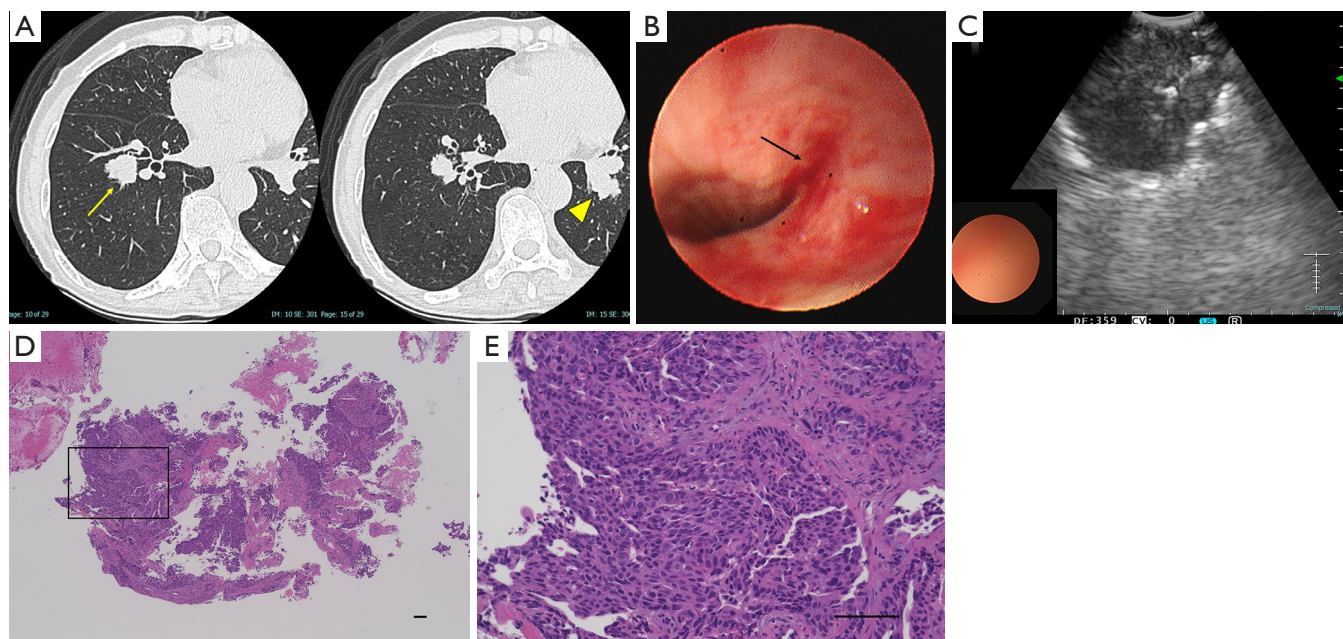 A
B
C
Page: 10 of 29
IM: 10 SE: 301
Page: 15 of 29
IM: 15 SE: 30
Compressed
DF:359 CV: 0 US R
D
E